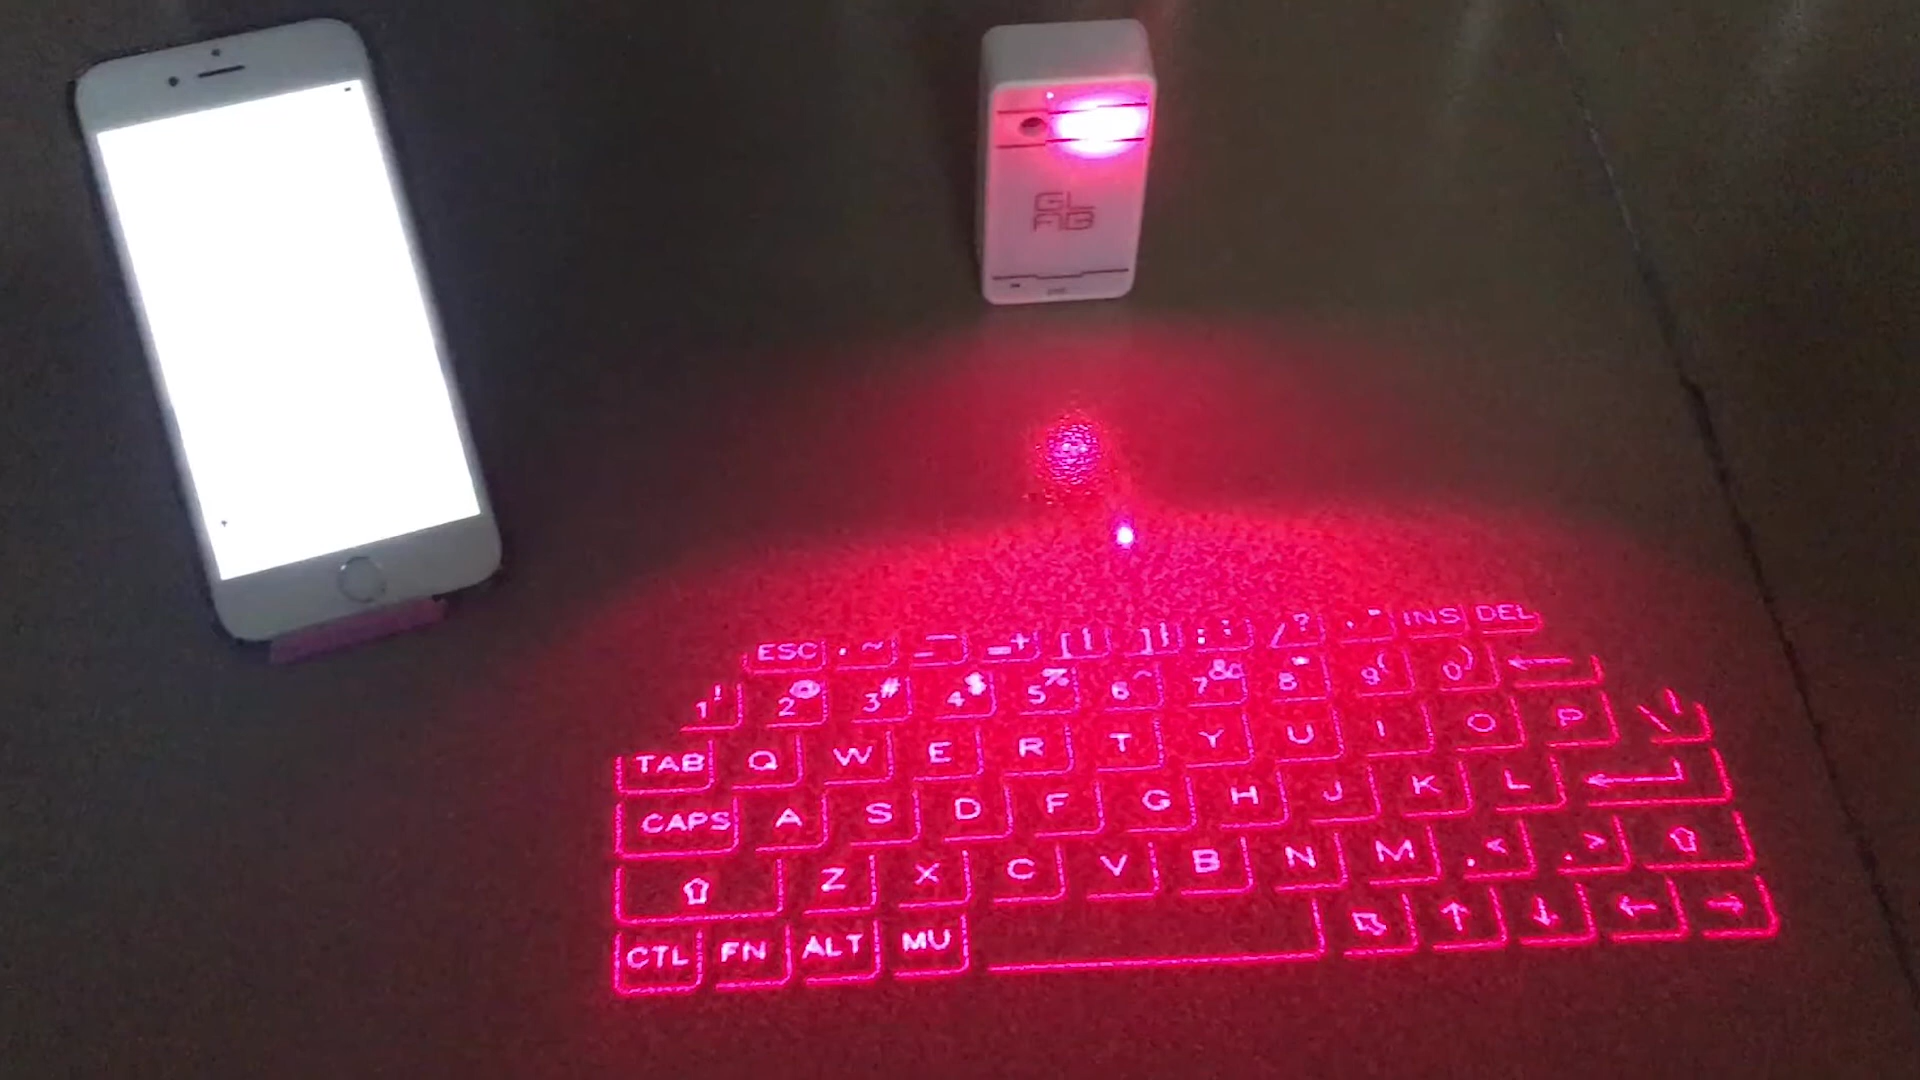 GL
AB
ESC . ~ - — = + [ { ] } ; : / ? , " INS DEL
1 ! 2 @ 3 # 4 $ 5 % 6 ^ 7 & 8 * 9 ( 0 ) ←
TAB Q W E R T Y U I O P \ |
CAPS A S D F G H J K L ←
⇧ Z X C V B N M , < . > ⇧
CTL FN ALT MU ↖ ↑ ↓ ← →